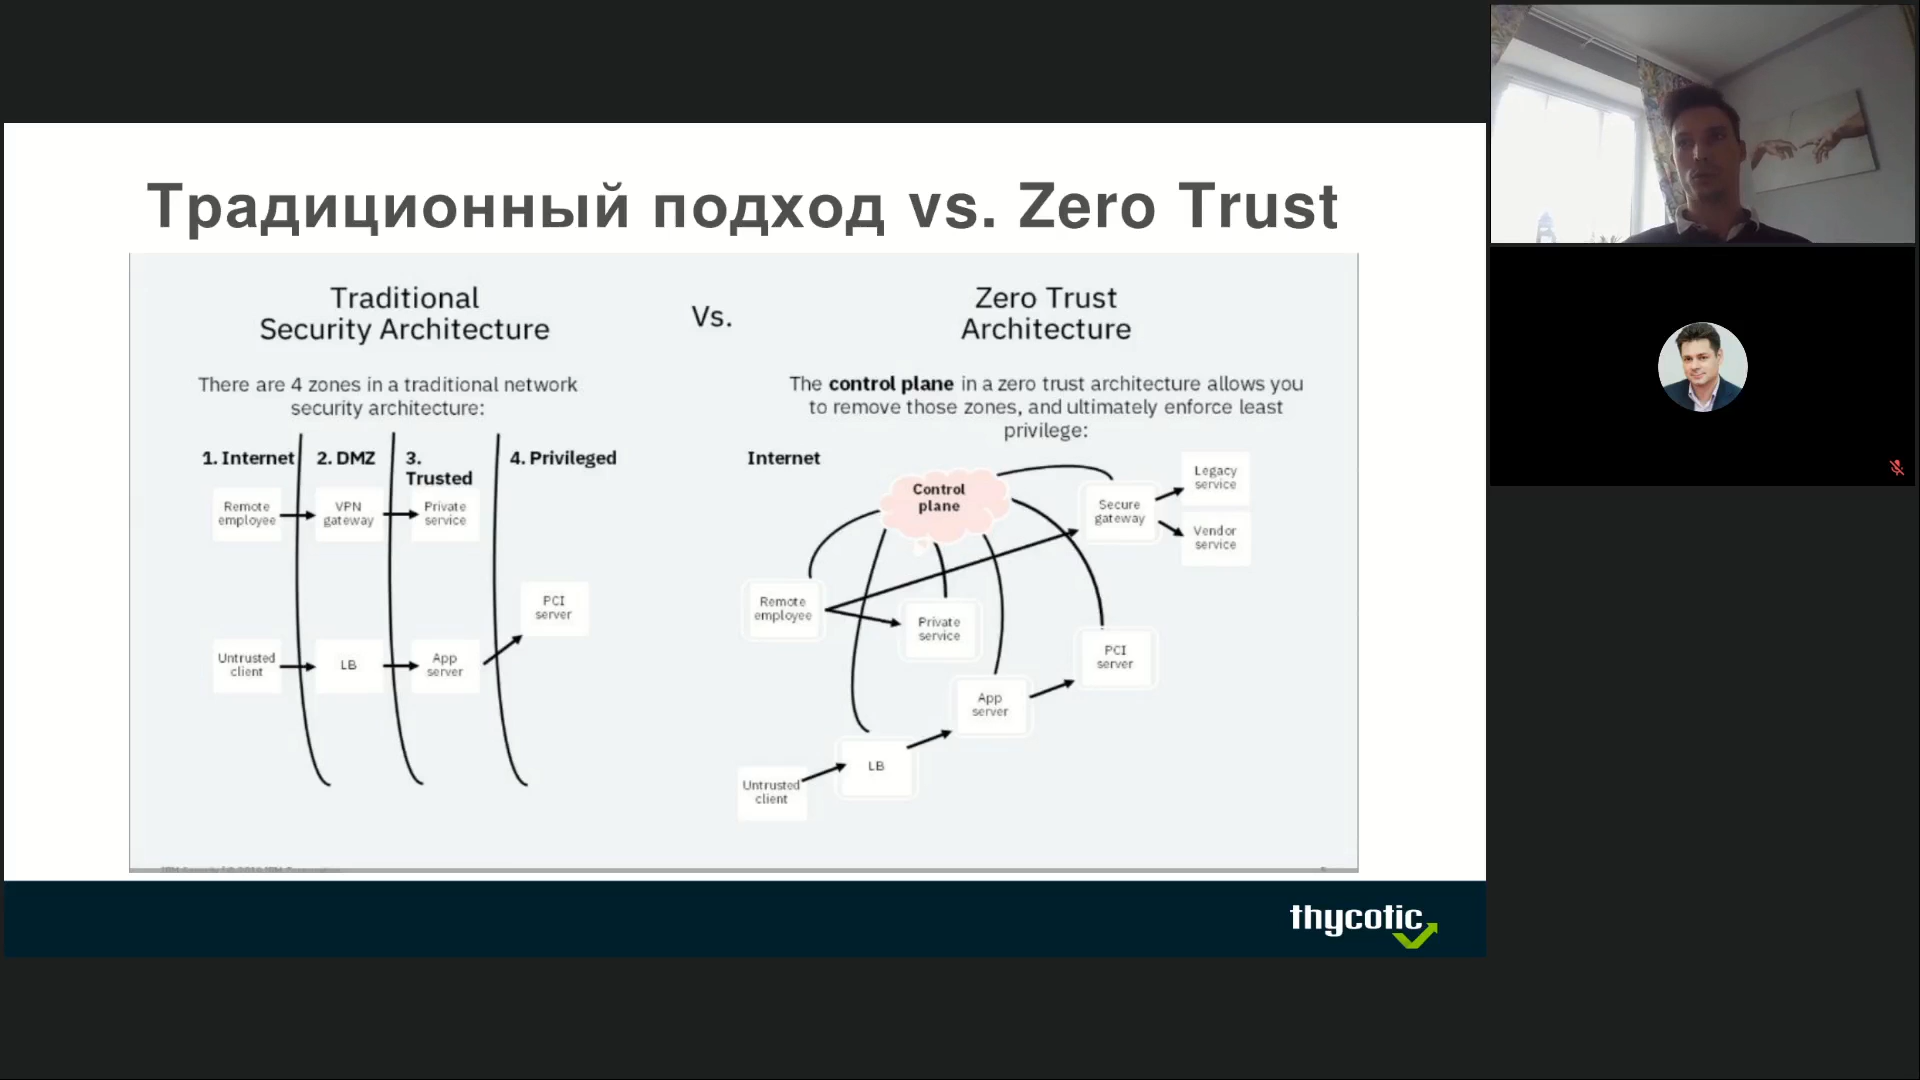 Традиционный подход vs. Zero Trust
Traditional
Security Architecture
Vs.
Zero Trust
Architecture
There are 4 zones in a traditional network
security architecture:
1. Internet
2. DMZ
3.
Trusted
4. Privileged
Remote
employee
VPN
gateway
Private
service
PCI
server
Untrusted
client
LB
App
server
The control plane in a zero trust architecture allows you
to remove those zones, and ultimately enforce least
privilege:
Internet
Control
plane
Secure
gateway
Legacy
service
Vendor
service
Remote
employee
Private
service
PCI
server
App
server
LB
Untrusted
client
thycotic